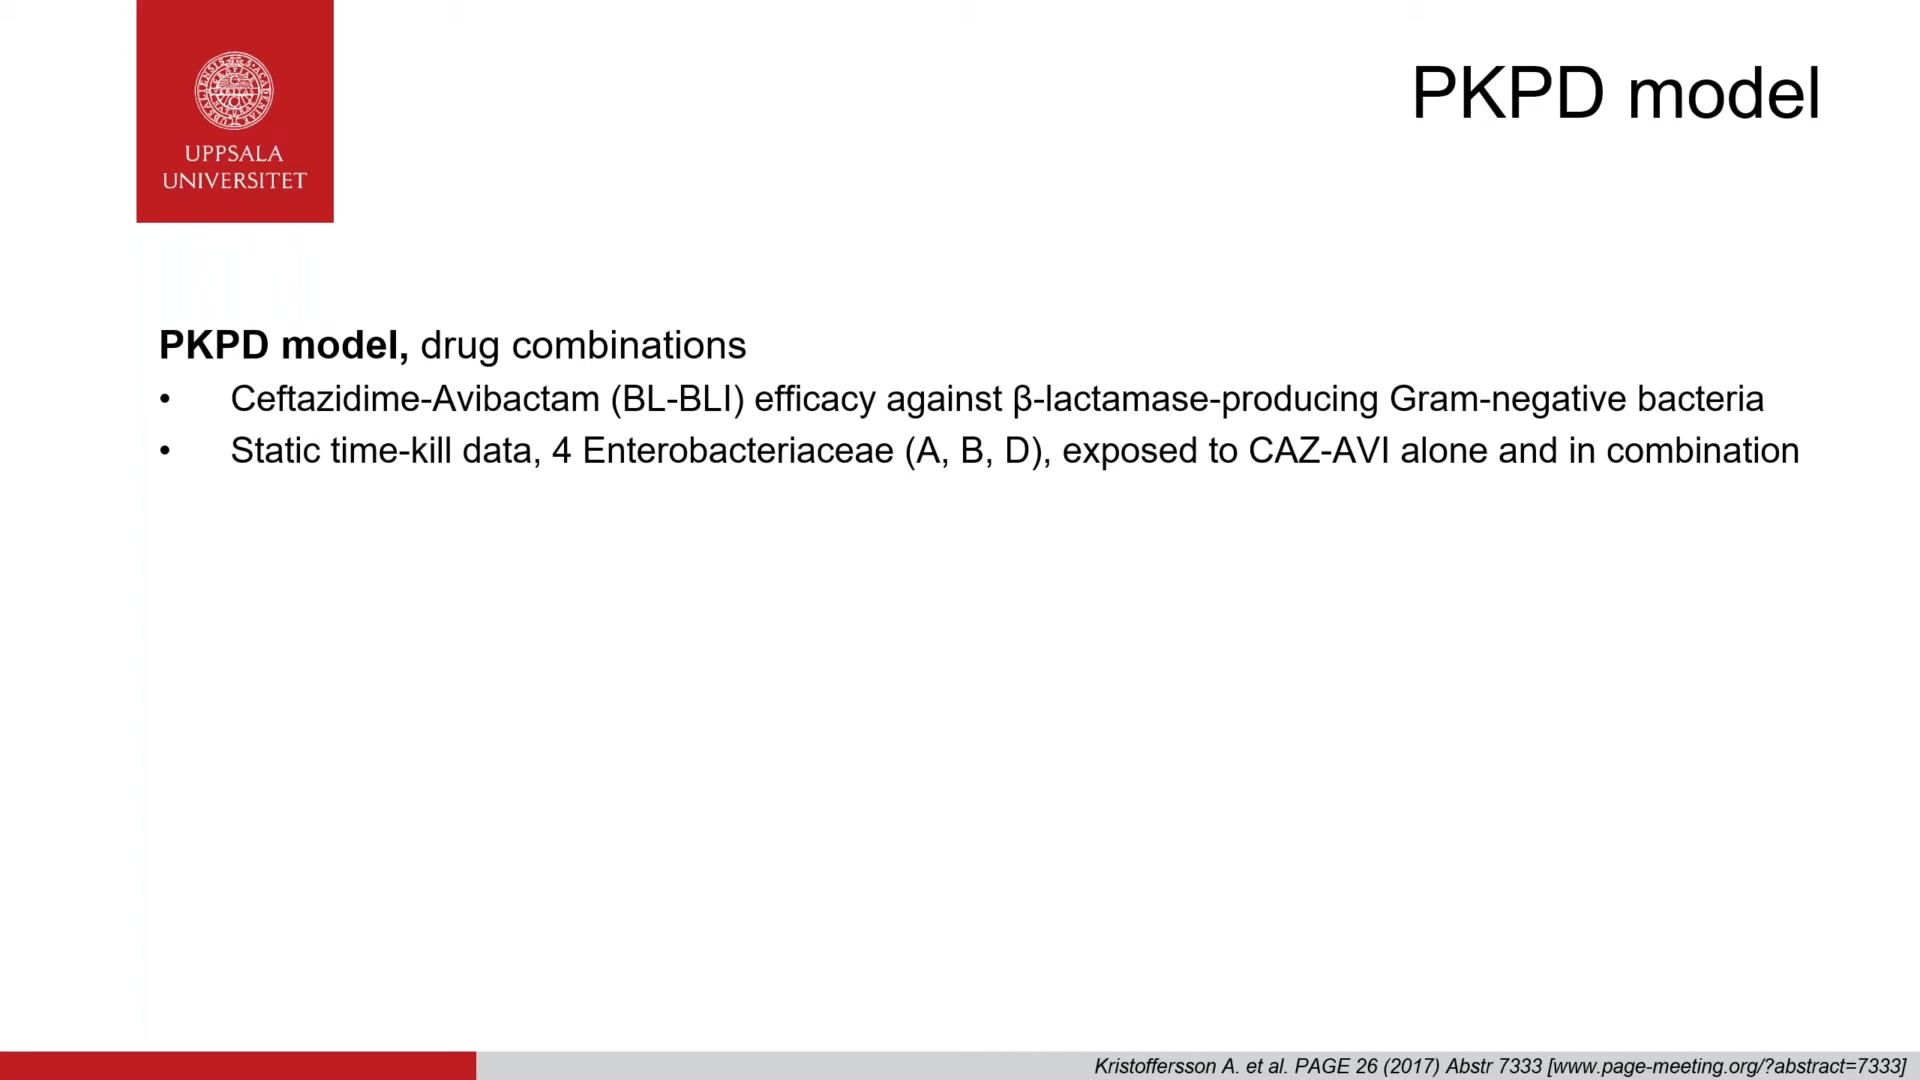 UPPSALA
UNIVERSITET
PKPD model
PKPD model, drug combinations
• Ceftazidime-Avibactam (BL-BLI) efficacy against β-lactamase-producing Gram-negative bacteria
• Static time-kill data, 4 Enterobacteriaceae (A, B, D), exposed to CAZ-AVI alone and in combination
Kristoffersson A. et al. PAGE 26 (2017) Abstr 7333 [www.page-meeting.org/?abstract=7333]